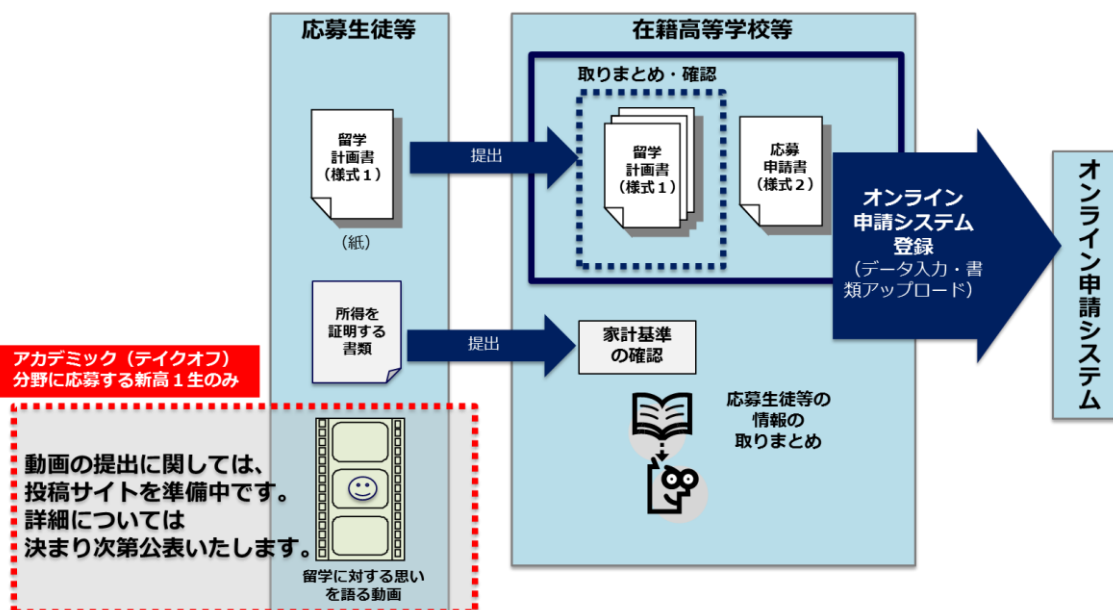 応募生徒等
在籍高等学校等
取りまとめ・確認
留学
計画書
（様式１）
（紙）
提出
留学
計画書
（様式１）
応募
申請書
（様式２）
オンライン
申請システム
登録
（データ入力・書
類アップロード）
オンライン申請システム
所得を
証明する
書類
提出
家計基準
の確認
応募生徒等の
情報の
取りまとめ
アカデミック（テイクオフ）
分野に応募する新高１生のみ
動画の提出に関しては、
投稿サイトを準備中です。
詳細については
決まり次第公表いたします。
留学に対する思い
を語る動画